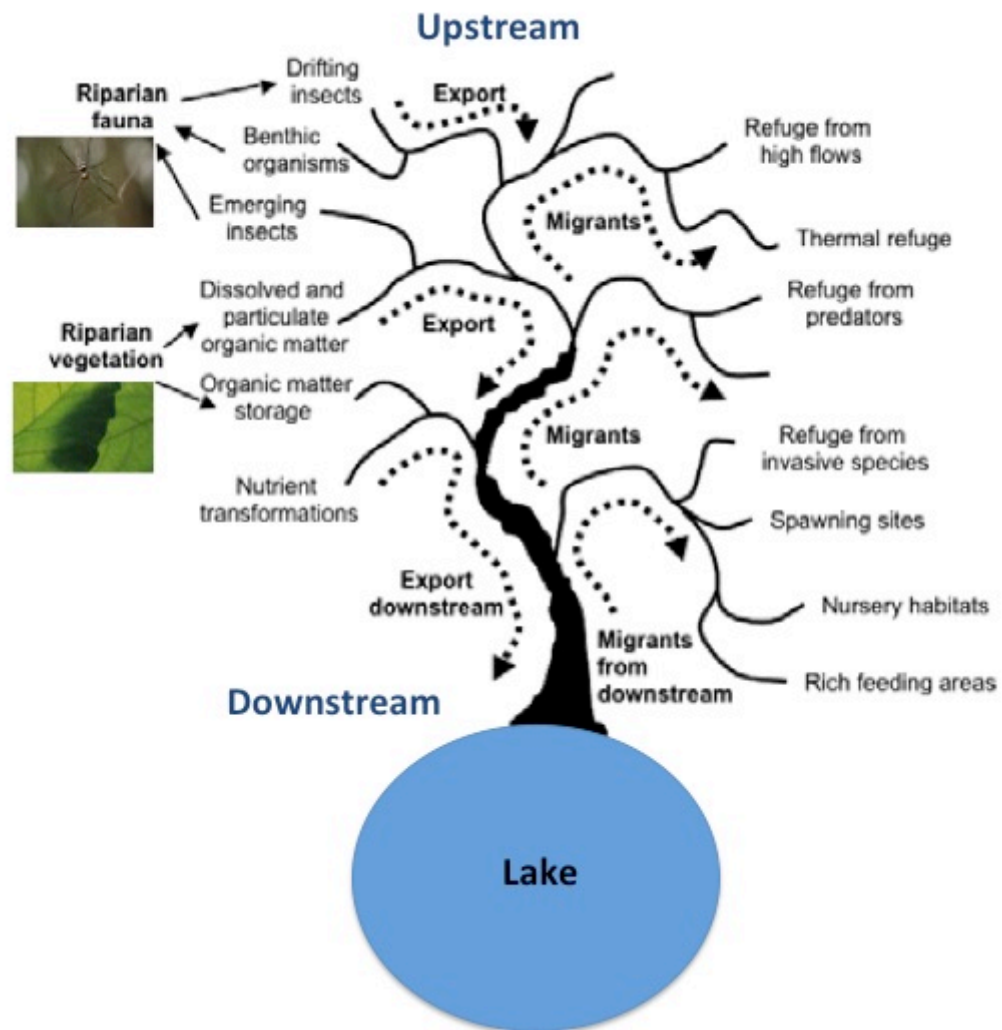 Upstream
Drifting
insects
Export
Riparian
fauna
Benthic
organisms
Refuge from
high flows
Emerging
insects
Migrants
Thermal refuge
Dissolved and
particulate
organic matter
Export
Refuge from
predators
Riparian
vegetation
Organic matter
storage
Migrants
Refuge from
invasive species
Nutrient
transformations
Spawning sites
Export
downstream
Nursery habitats
Migrants
from
downstream
Rich feeding areas
Downstream
Lake